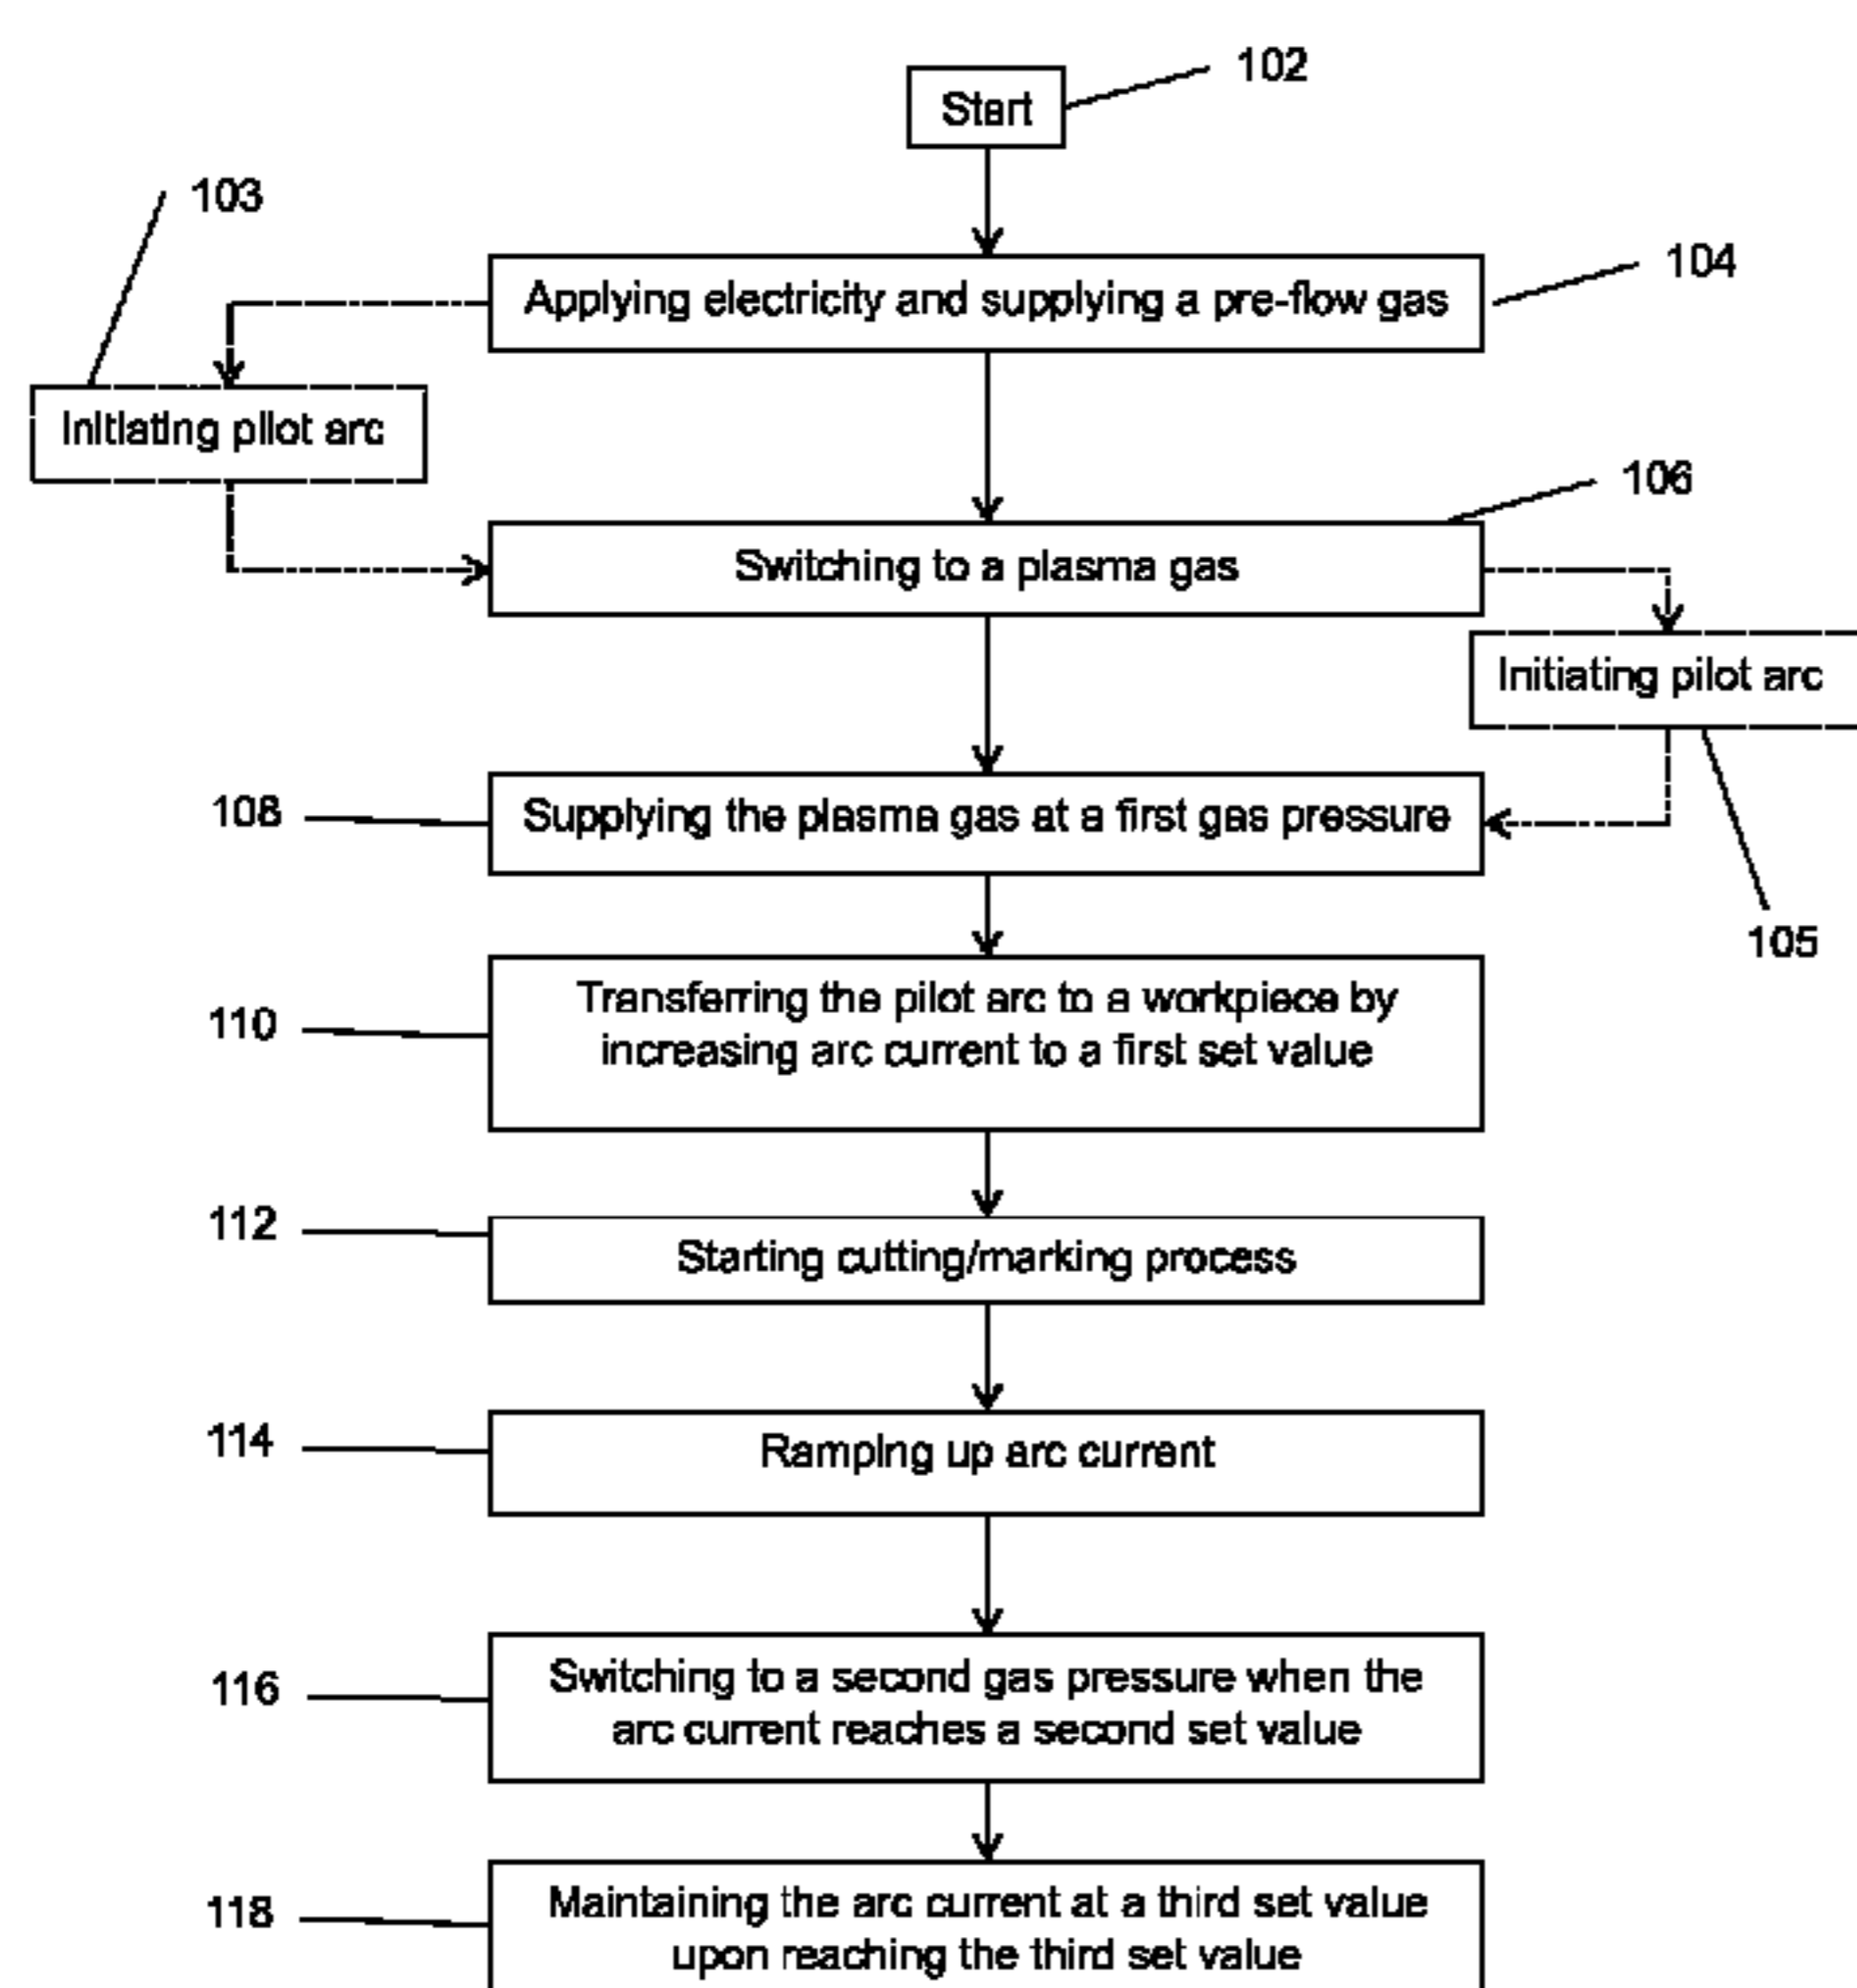 102
Start
103
104
Applying electricity and supplying a pre-flow gas
Initiating pilot arc
106
Switching to a plasma gas
Initiating pilot arc
108
Supplying the plasma gas at a first gas pressure
105
110
Transferring the pilot arc to a workpiece by
increasing arc current to a first set value
112
Starting cutting/marking process
114
Ramping up arc current
116
Switching to a second gas pressure when the
arc current reaches a second set value
118
Maintaining the arc current at a third set value
upon reaching the third set value